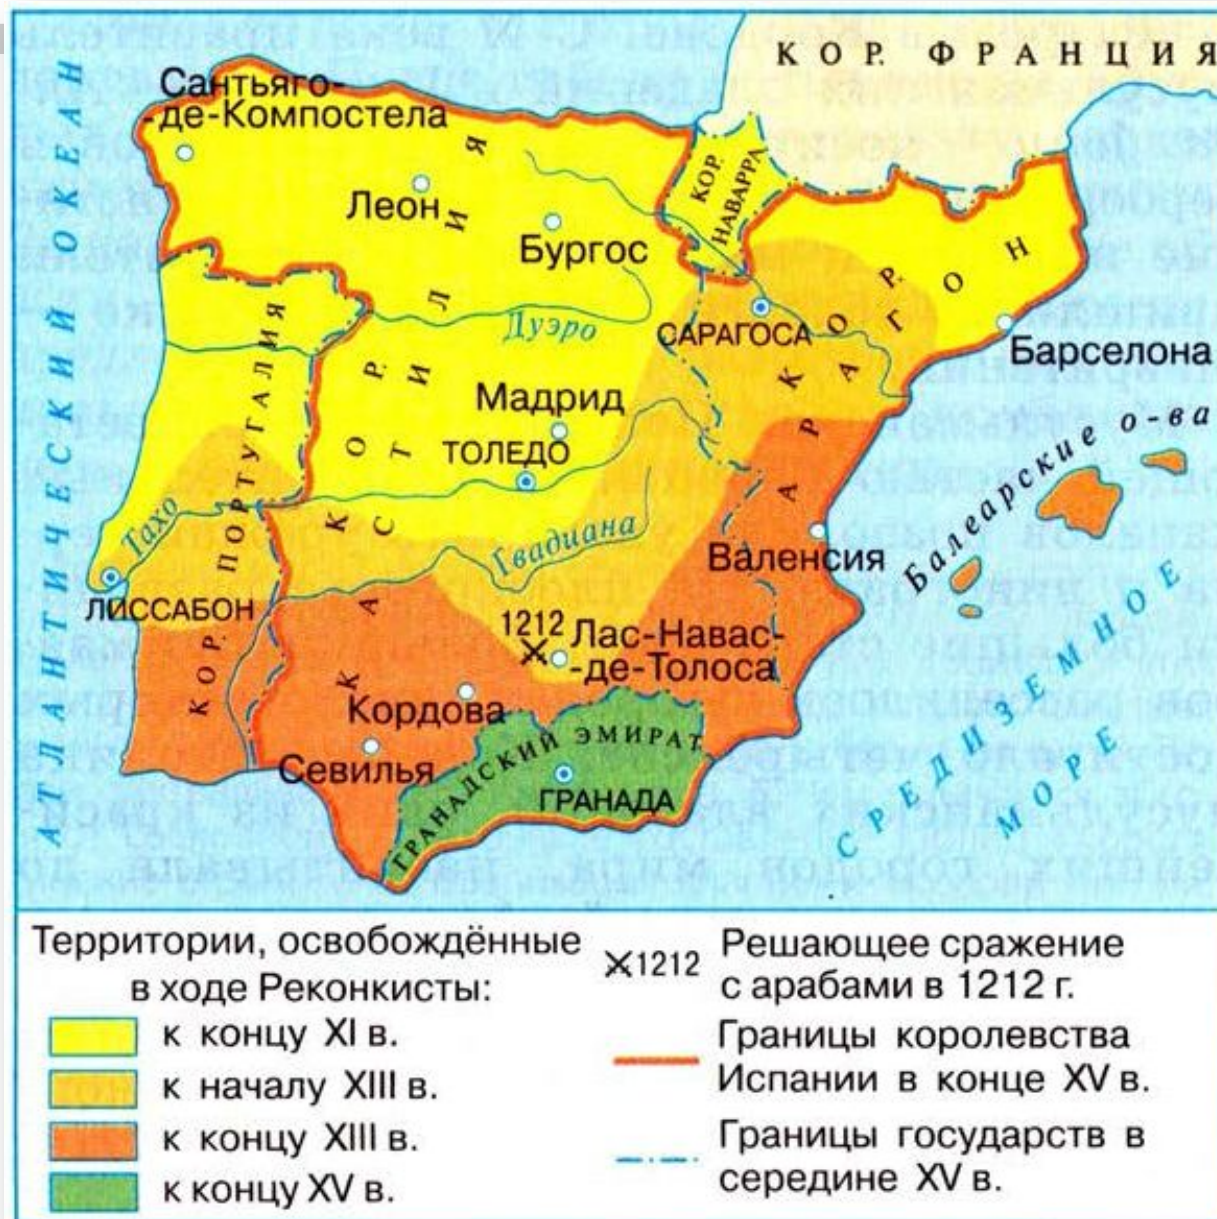 КОР. ФРАНЦИЯ
АТЛАНТИЧЕСКИЙ ОКЕАН
Сантьяго-
-де-Компостела
Леон
Бургос
КОР.
НАВАРРА
КОР. КАСТИЛИЯ
Дуэро
КОР. АРАГОН
САРАГОСА
Барселона
Мадрид
ТОЛЕДО
КОР. ПОРТУГАЛИЯ
Тахо
ЛИССАБОН
Гвадиана
Валенсия
Балеарские о-ва
1212
Лас-Навас-
-де-Толоса
Кордова
Севилья
ГРАНАДСКИЙ ЭМИРАТ
ГРАНАДА
СРЕДИЗЕМНОЕ
МОРЕ
Территории, освобождённые
в ходе Реконкисты:
к концу XI в.
к началу XIII в.
к концу XIII в.
к концу XV в.
1212
Решающее сражение
с арабами в 1212 г.
Границы королевства
Испании в конце XV в.
Границы государств в
середине XV в.